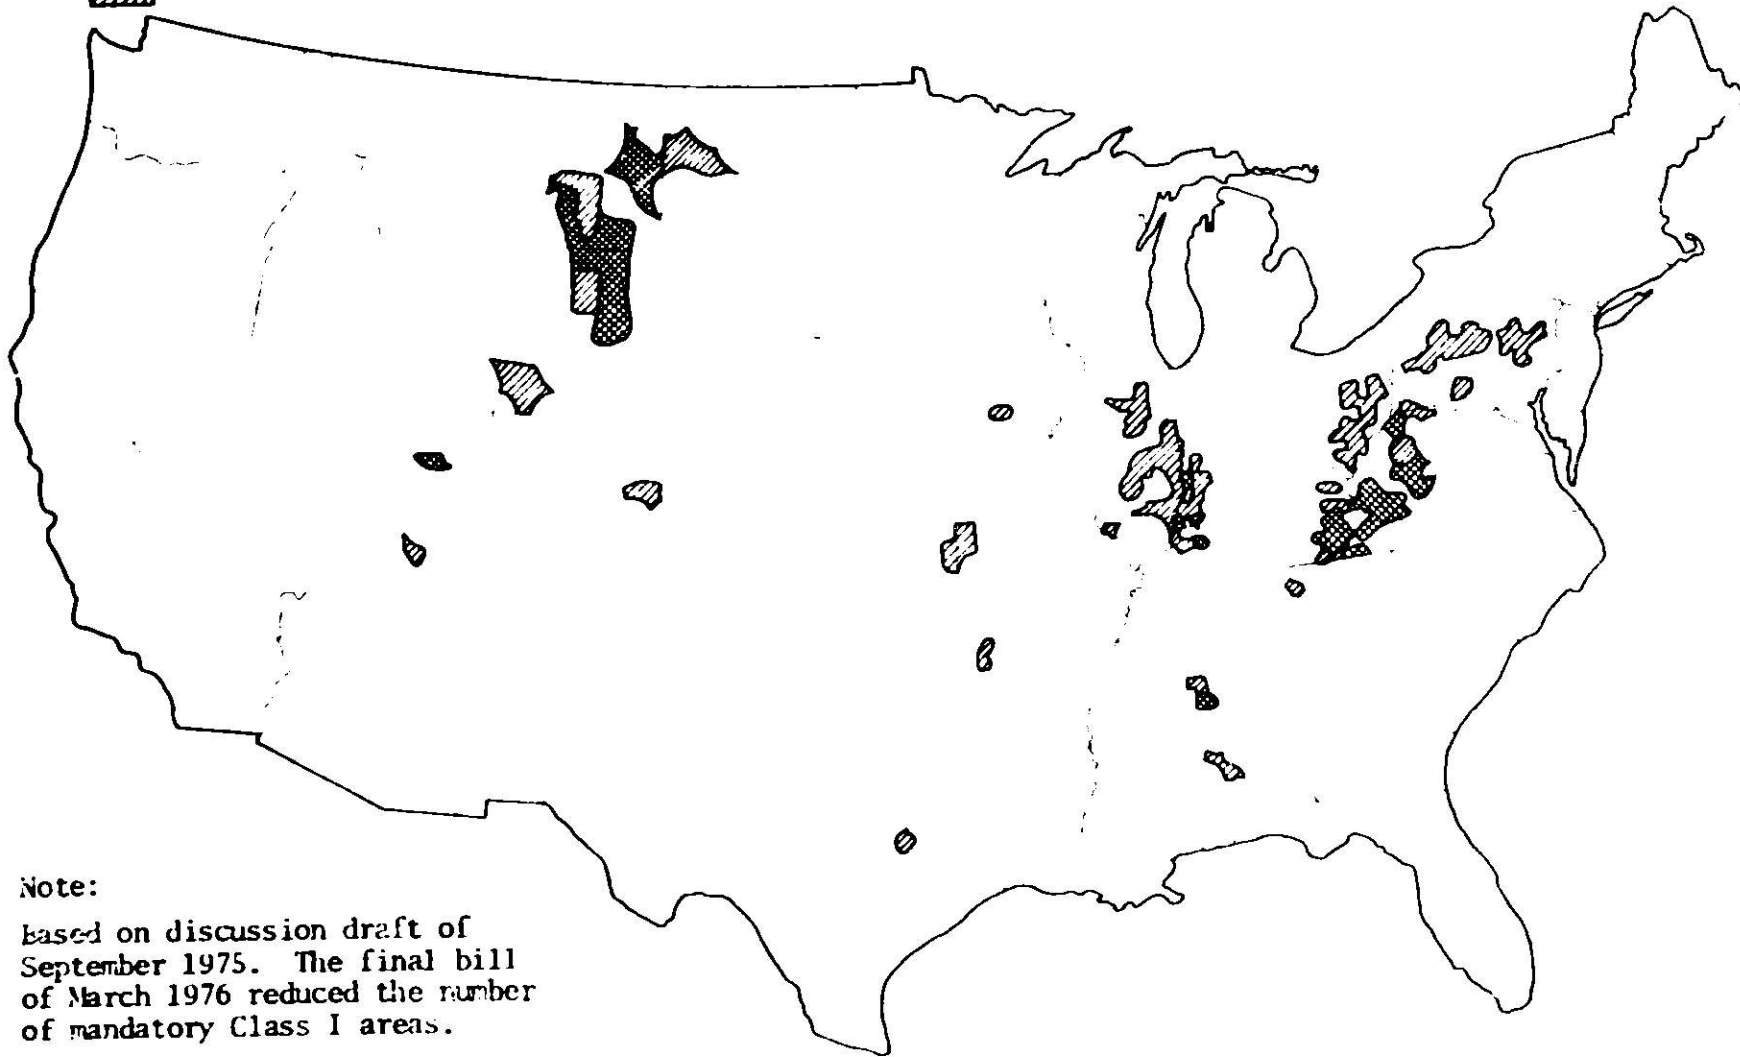 Note:
Based on discussion draft of
September 1975. The final bill
of March 1976 reduced the number
of mandatory Class I areas.